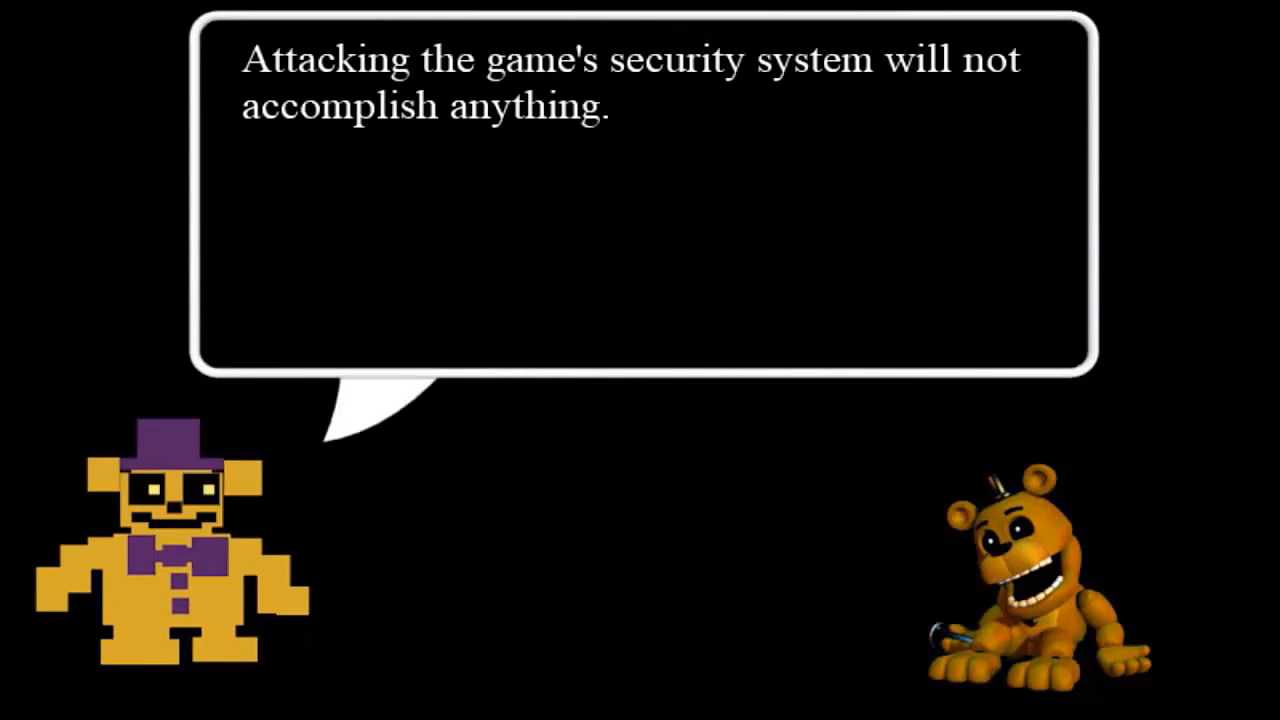 Attacking the game's security system will not
accomplish anything.